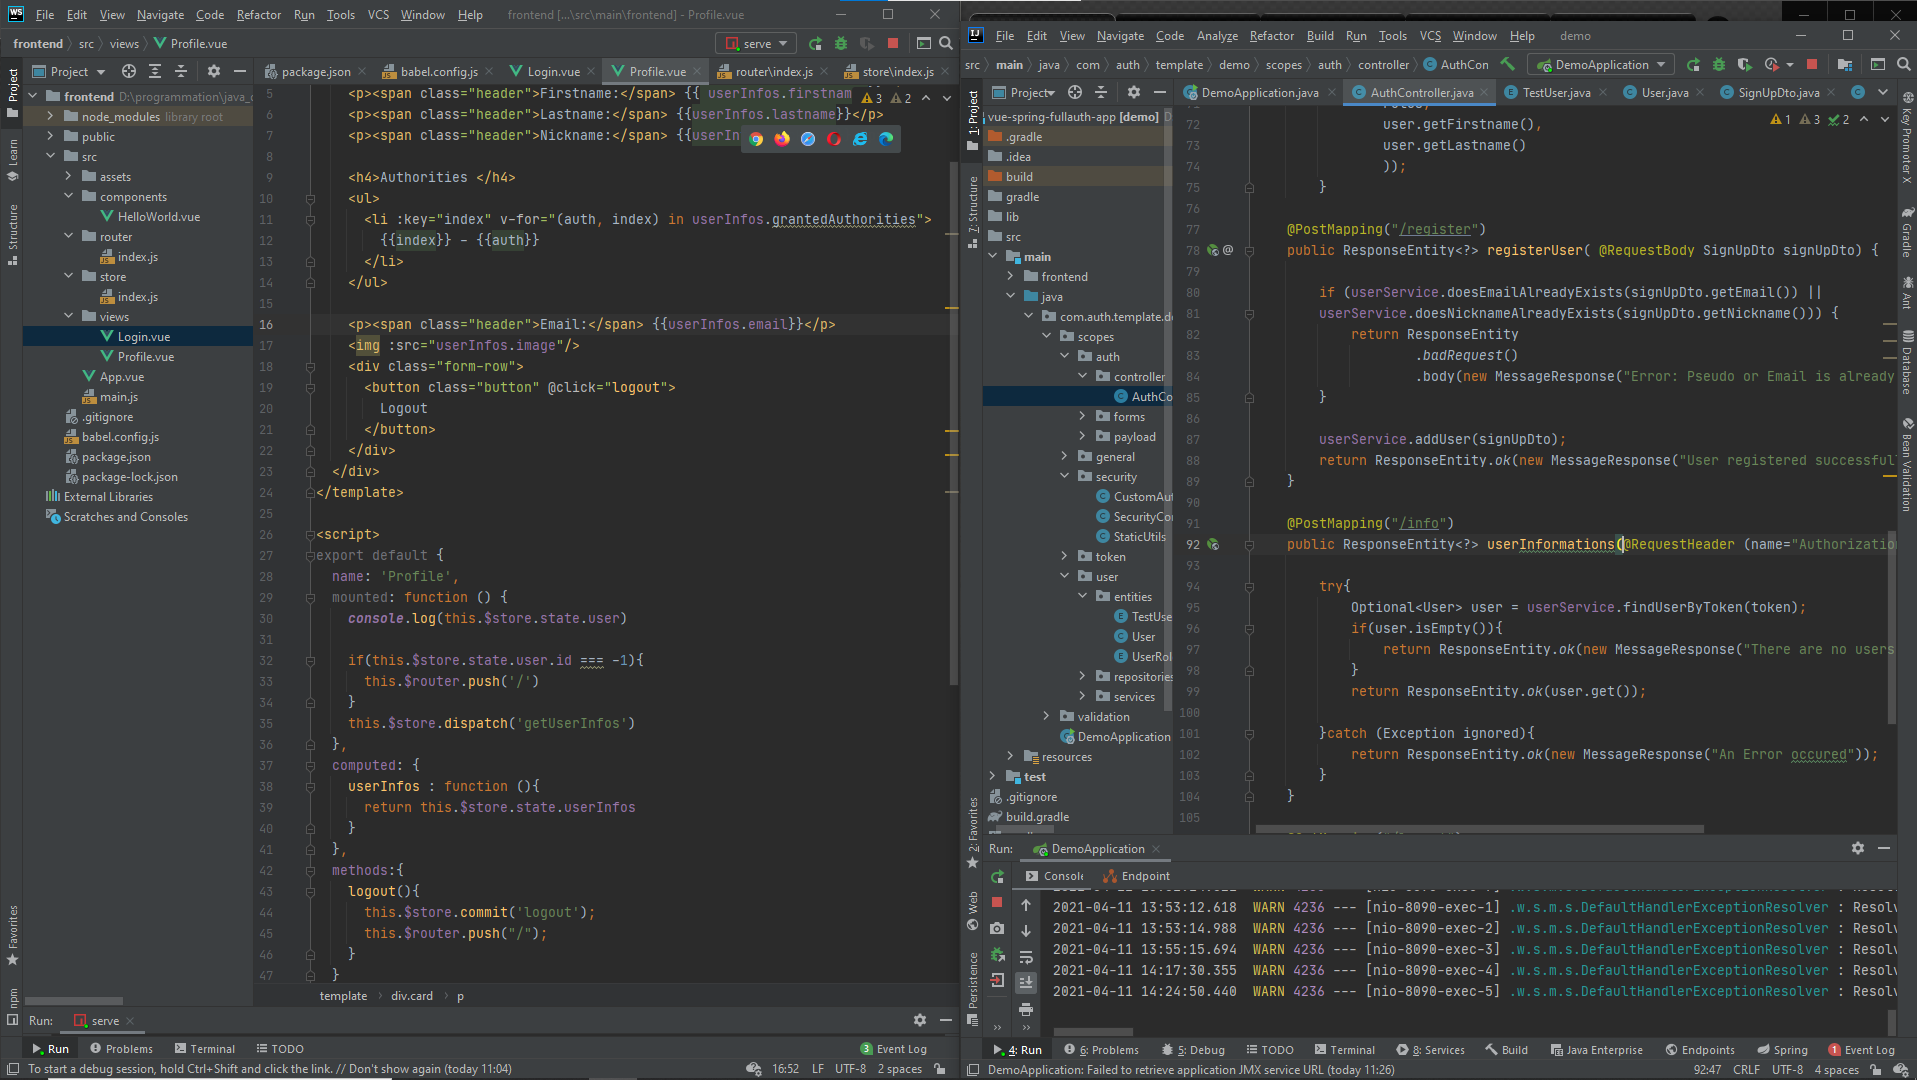 File Edit View Navigate Code Refactor Run Tools VCS Window Help frontend [...\src\main\frontend] - Profile.vue
frontend src views Profile.vue
serve
Project
package.json
babel.config.js
Login.vue
Profile.vue
router\index.js
store\index.js
frontend D:\programmation\java_
node_modules library root
public
src
assets
components
HelloWorld.vue
router
index.js
store
index.js
views
Login.vue
Profile.vue
App.vue
main.js
.gitignore
babel.config.js
package.json
package-lock.json
External Libraries
Scratches and Consoles
Project
Learn
Structure
Favorites
npm
3 2
5 <p><span class="header">Firstname:</span> {{ userInfos.firstnam
6 <p><span class="header">Lastname:</span> {{userInfos.lastname}}</p>
7 <p><span class="header">Nickname:</span> {{userIn
8
9 <h4>Authorities </h4>
10 <ul>
11 <li :key="index" v-for="(auth, index) in userInfos.grantedAuthorities">
12 {{index}} - {{auth}}
13 </li>
14 </ul>
15
16 <p><span class="header">Email:</span> {{userInfos.email}}</p>
17 <img :src="userInfos.image"/>
18 <div class="form-row">
19 <button class="button" @click="logout">
20 Logout
21 </button>
22 </div>
23 </div>
24 </template>
25
26 <script>
27 export default {
28 name: 'Profile',
29 mounted: function () {
30 console.log(this.$store.state.user)
31
32 if(this.$store.state.user.id === -1){
33 this.$router.push('/')
34 }
35 this.$store.dispatch('getUserInfos')
36 },
37 computed: {
38 userInfos : function (){
39 return this.$store.state.userInfos
40 }
41 },
42 methods:{
43 logout(){
44 this.$store.commit('logout');
45 this.$router.push("/");
46 }
47 }
template div.card p
Run: serve
Run Problems Terminal TODO 3 Event Log
To start a debug session, hold Ctrl+Shift and click the link. // Don't show again (today 11:04) 16:52 LF UTF-8 2 spaces
File Edit View Navigate Code Analyze Refactor Build Run Tools VCS Window Help demo
src main java com auth template demo scopes auth controller AuthCon
DemoApplication
Project
DemoApplication.java
AuthController.java
TestUser.java
User.java
SignUpDto.java
vue-spring-fullauth-app [demo]
.gradle
.idea
build
gradle
lib
src
main
frontend
java
com.auth.template.de
scopes
auth
controller
AuthCo
forms
payload
general
security
CustomAu
SecurityCo
StaticUtils
token
user
entities
TestUse
User
UserRol
repositories
services
validation
DemoApplication
resources
test
.gitignore
build.gradle
1: Project
7: Structure
2: Favorites
Web
Persistence
Key Promoter X
Gradle
Ant
Database
Bean Validation
1 3 2
72 user.getFirstname(),
73 user.getLastname()
74 ));
75 }
76
77 @PostMapping("/register")
78 public ResponseEntity<?> registerUser( @RequestBody SignUpDto signUpDto) {
79
80 if (userService.doesEmailAlreadyExists(signUpDto.getEmail()) ||
81 userService.doesNicknameAlreadyExists(signUpDto.getNickname())) {
82 return ResponseEntity
83 .badRequest()
84 .body(new MessageResponse("Error: Pseudo or Email is already
85 }
86
87 userService.addUser(signUpDto);
88 return ResponseEntity.ok(new MessageResponse("User registered successful
89 }
90
91 @PostMapping("/info")
92 public ResponseEntity<?> userInformations(@RequestHeader (name="Authorizatio
93
94 try{
95 Optional<User> user = userService.findUserByToken(token);
96 if(user.isEmpty()){
97 return ResponseEntity.ok(new MessageResponse("There are no users
98 }
99 return ResponseEntity.ok(user.get());
100
101 }catch (Exception ignored){
102 return ResponseEntity.ok(new MessageResponse("An Error occured"));
103 }
104 }
105
Run: DemoApplication
Console Endpoint
2021-04-11 13:53:12.618 WARN 4236 --- [nio-8090-exec-1] .w.s.m.s.DefaultHandlerExceptionResolver : Resolv
2021-04-11 13:53:14.988 WARN 4236 --- [nio-8090-exec-2] .w.s.m.s.DefaultHandlerExceptionResolver : Resolv
2021-04-11 13:55:15.694 WARN 4236 --- [nio-8090-exec-3] .w.s.m.s.DefaultHandlerExceptionResolver : Resolv
2021-04-11 14:17:30.355 WARN 4236 --- [nio-8090-exec-4] .w.s.m.s.DefaultHandlerExceptionResolver : Resolv
2021-04-11 14:24:50.440 WARN 4236 --- [nio-8090-exec-5] .w.s.m.s.DefaultHandlerExceptionResolver : Resolv
4: Run 6: Problems 5: Debug TODO Terminal 8: Services Build Java Enterprise Endpoints Spring 1 Event Log
DemoApplication: Failed to retrieve application JMX service URL (today 11:26) 92:47 CRLF UTF-8 4 spaces